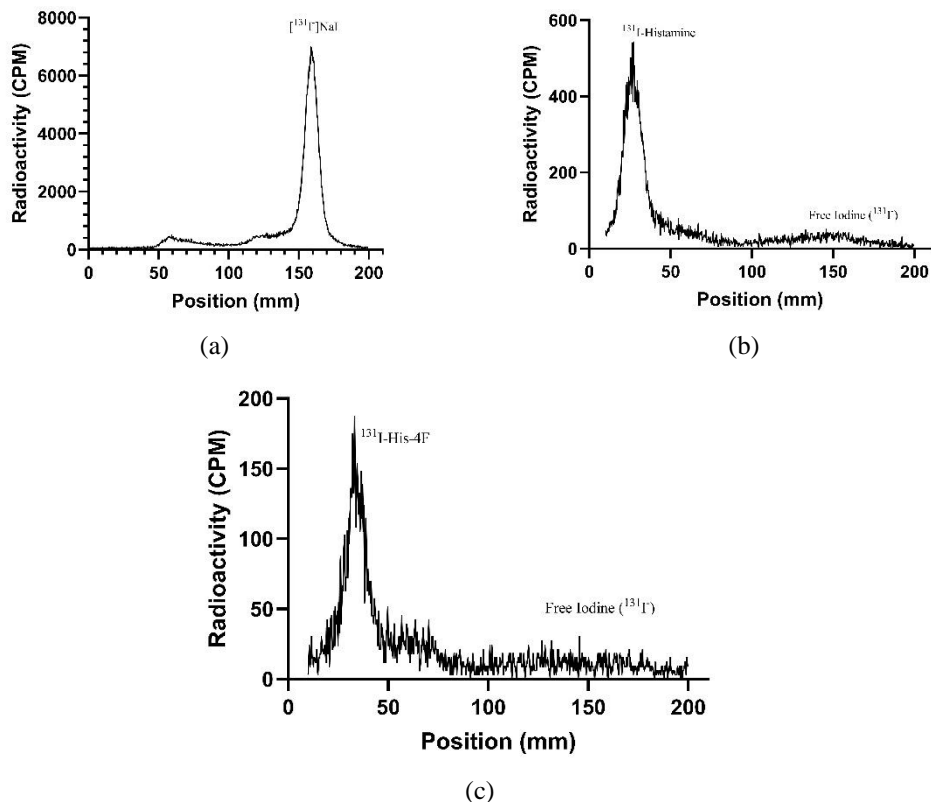 [¹³¹I⁻]NaI
8000
6000
4000
2000
0
Radioactivity (CPM)
0 50 100 150 200
Position (mm)
(a)
¹³¹I-Histamine
600
400
200
0
Radioactivity (CPM)
Free Iodine (¹³¹I⁻)
0 50 100 150 200
Position (mm)
(b)
200
150
100
50
0
Radioactivity (CPM)
¹³¹I-His-4F
Free Iodine (¹³¹I⁻)
0 50 100 150 200
Position (mm)
(c)